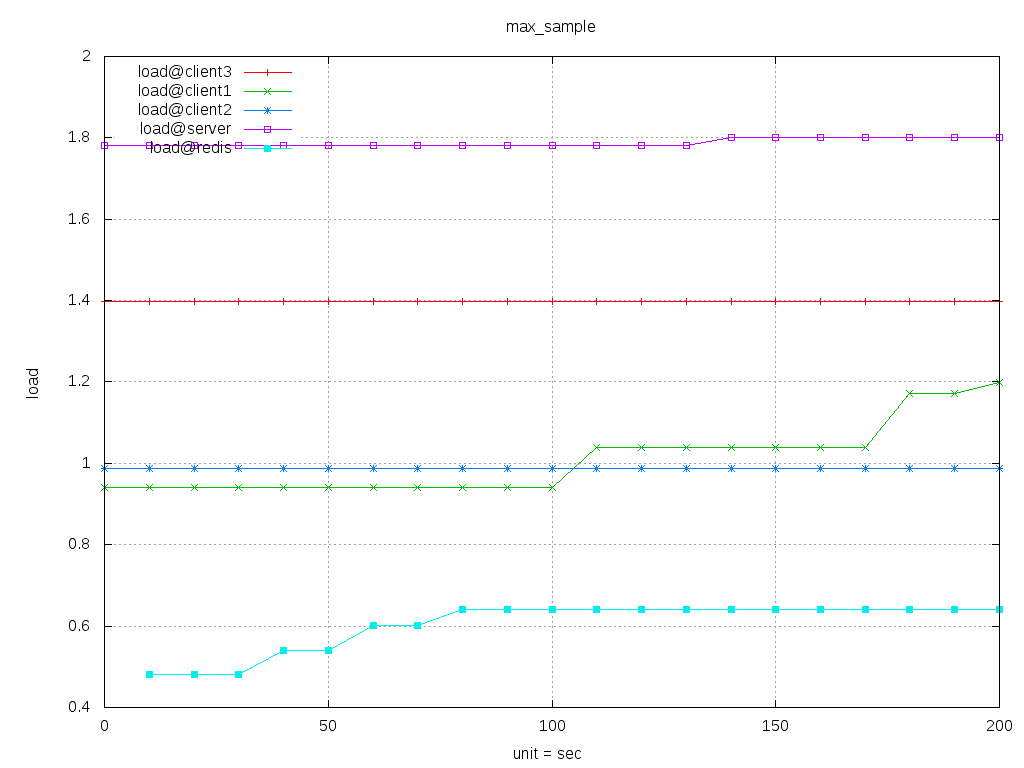 max_sample
load@client3
load@client1
load@client2
load@server
load@redis
2
1.8
1.6
1.4
1.2
1
0.8
0.6
0.4
load
0 50 100 150 200
unit = sec